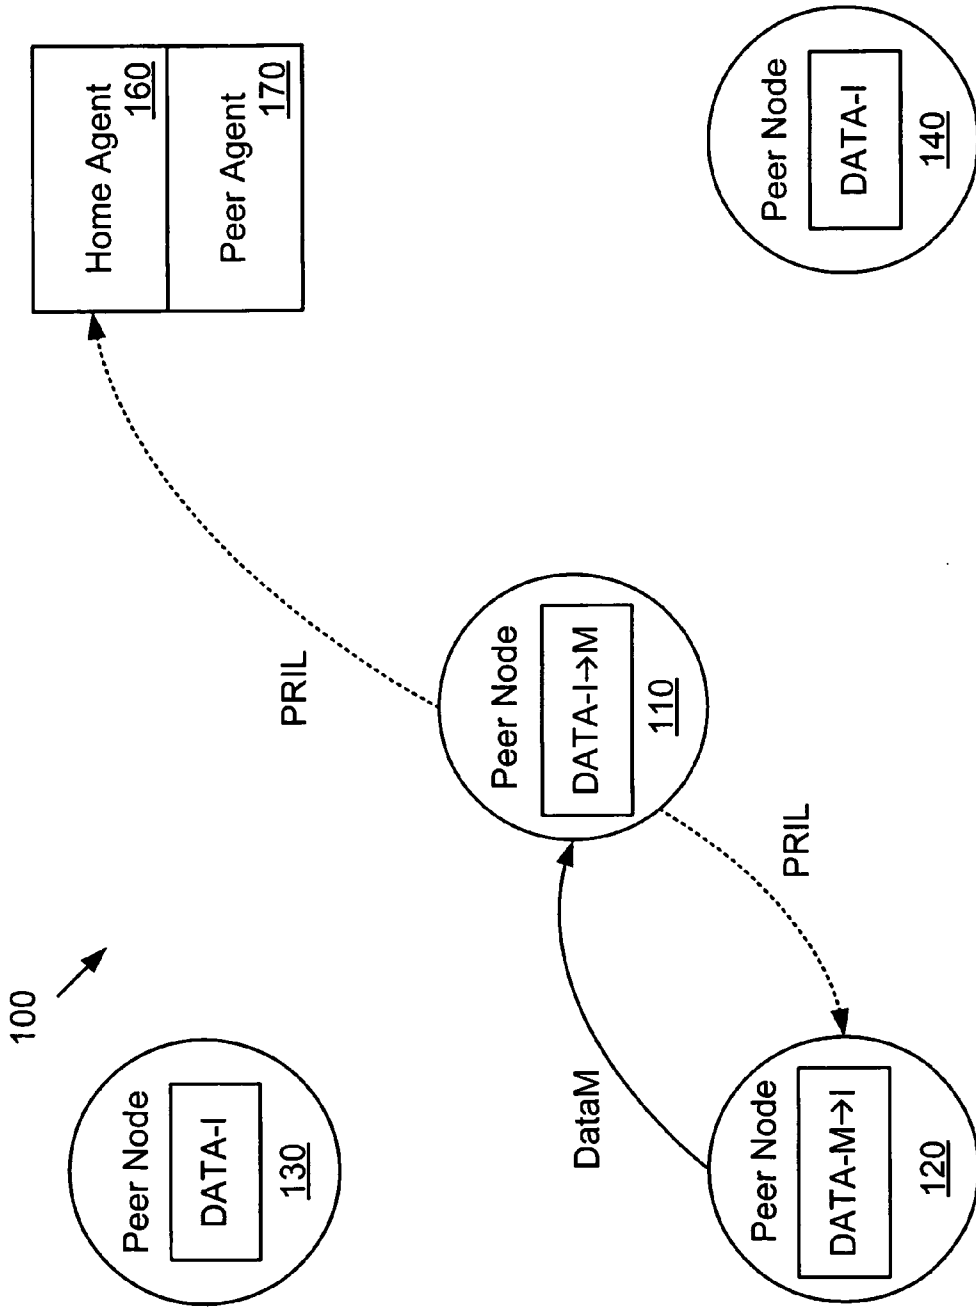 100
Home Agent
160
Peer Agent
170
Peer Node
DATA-I
130
PRIL
Peer Node
DATA-I→M
110
DataM
PRIL
Peer Node
DATA-M→I
120
Peer Node
DATA-I
140